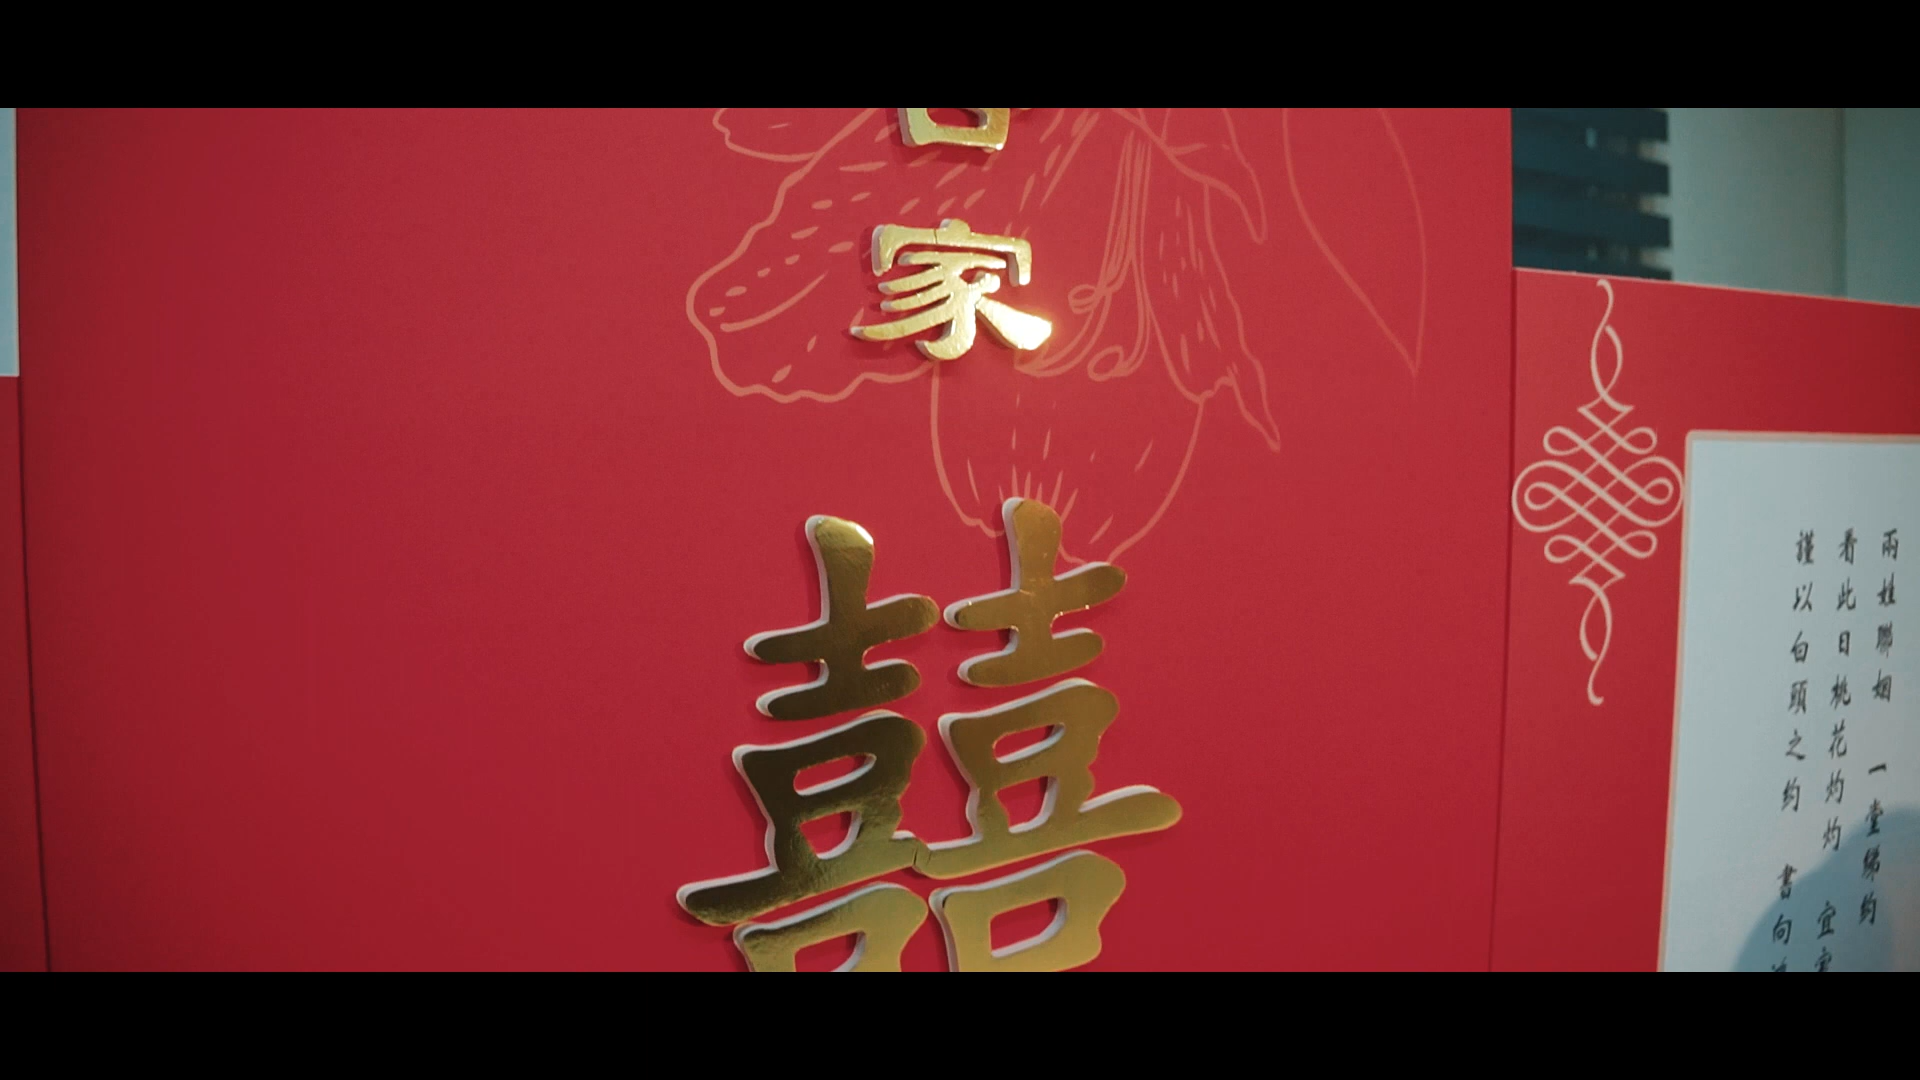 家
囍
兩姓聯姻 一堂締約
看此日桃花灼灼 宜室
謹以白頭之約 書向